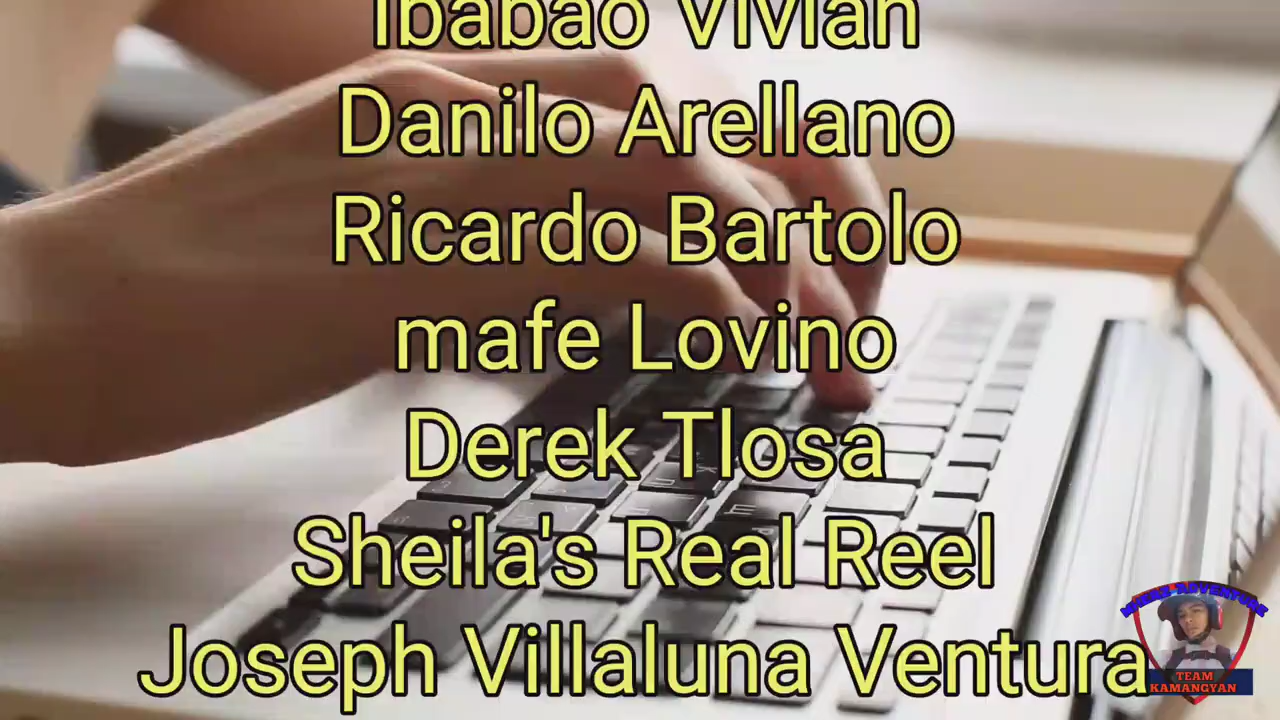 Ibabao Vivian
Danilo Arellano
Ricardo Bartolo
mafe Lovino
Derek Tlosa
Sheila's Real Reel
Joseph Villaluna Ventura
TEAM
KAMANGYAN